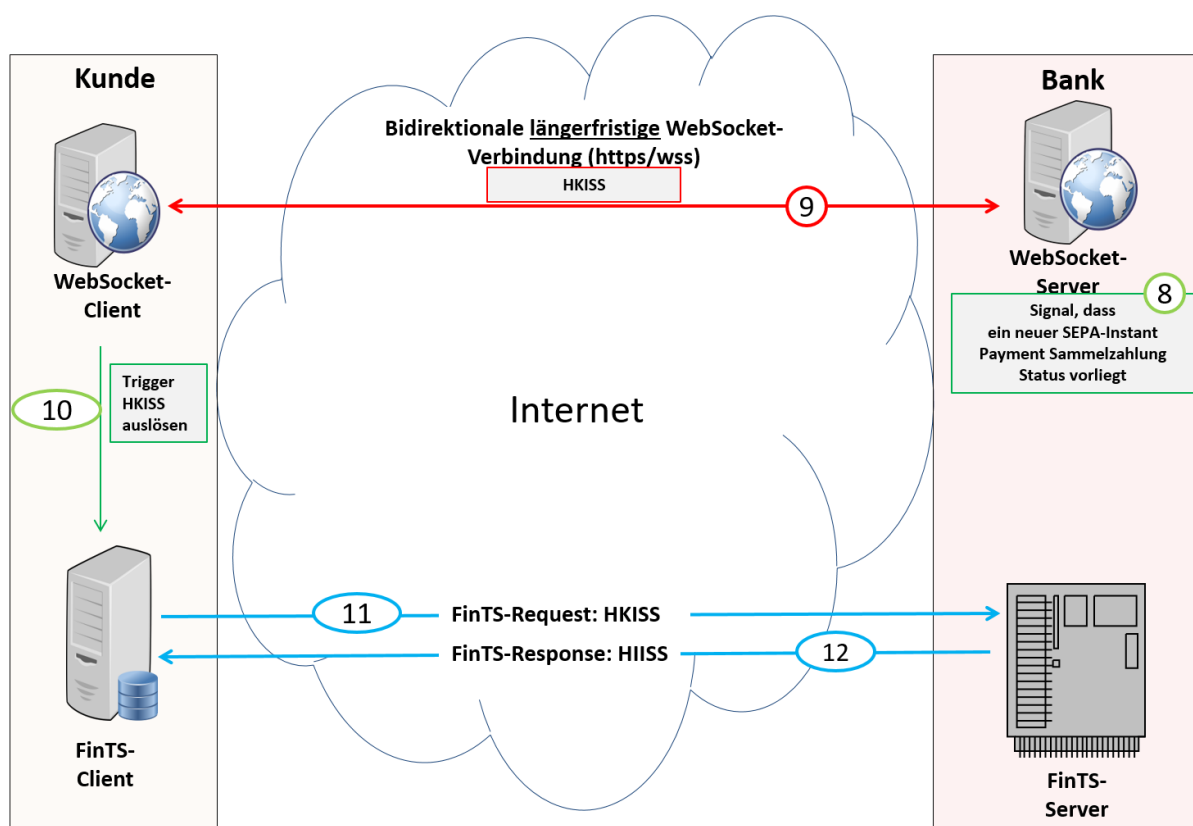 Kunde
Bank
Bidirektionale längerfristige WebSocket-
Verbindung (https/wss)
HKISS
9
WebSocket-
Client
WebSocket-
Server
8
Signal, dass
ein neuer SEPA-Instant
Payment Sammelzahlung
Status vorliegt
10
Trigger
HKISS
auslösen
Internet
11
FinTS-Request: HKISS
FinTS-Response: HIISS
12
FinTS-
Client
FinTS-
Server